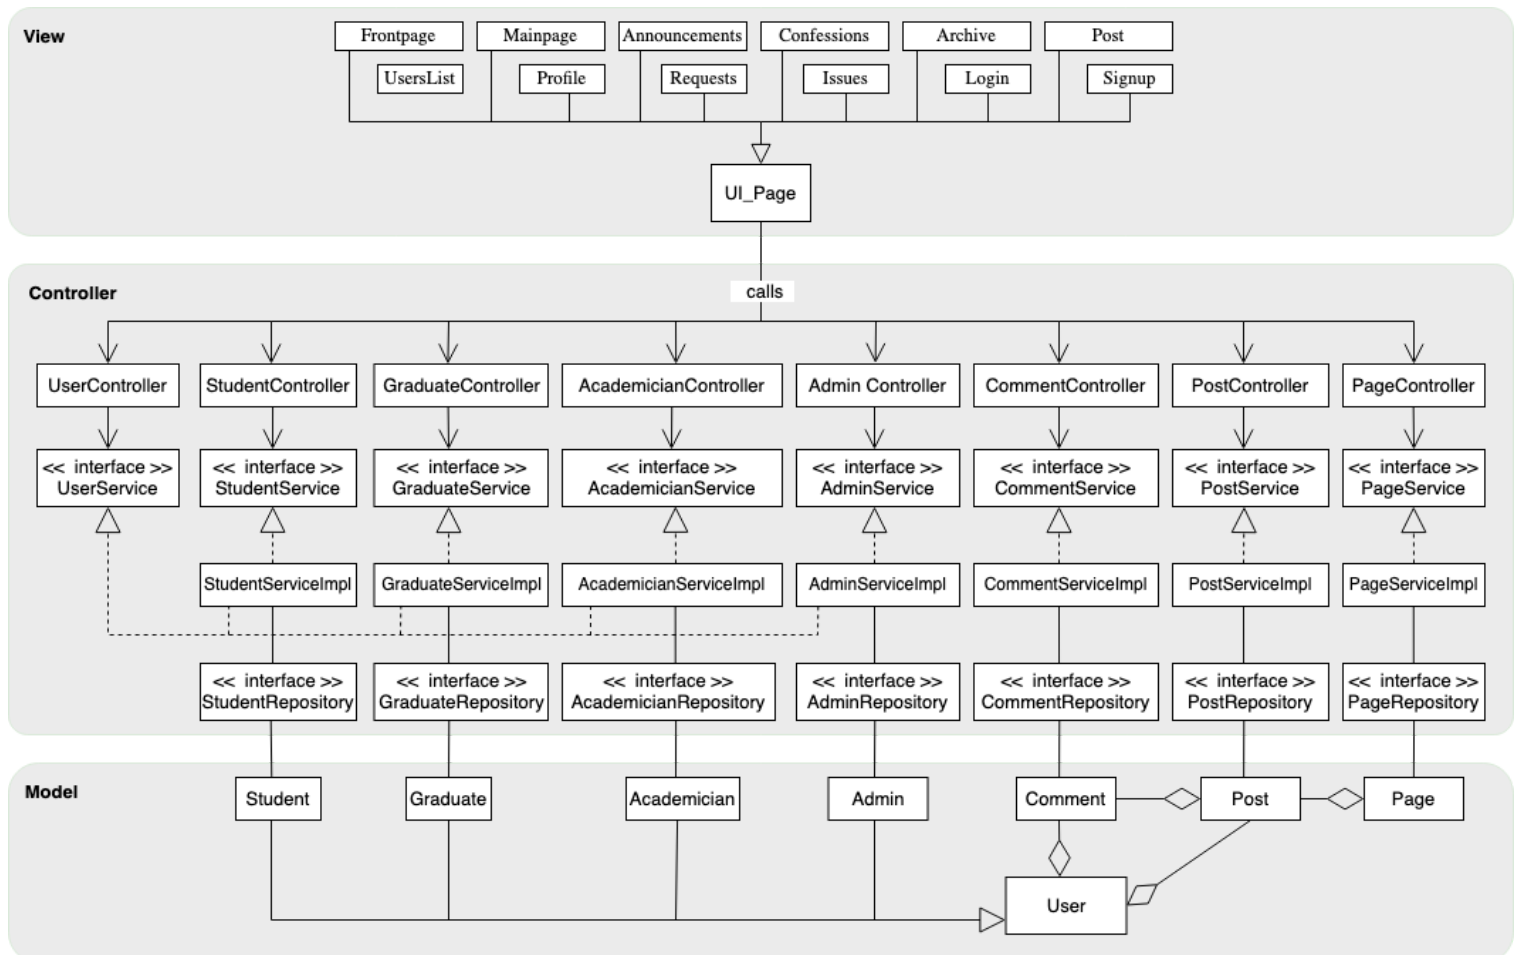 View
Frontpage
Mainpage
Announcements
Confessions
Archive
Post
UsersList
Profile
Requests
Issues
Login
Signup
UI_Page
Controller
calls
UserController
StudentController
GraduateController
AcademicianController
Admin Controller
CommentController
PostController
PageController
<< interface >>
UserService
<< interface >>
StudentService
<< interface >>
GraduateService
<< interface >>
AcademicianService
<< interface >>
AdminService
<< interface >>
CommentService
<< interface >>
PostService
<< interface >>
PageService
StudentServiceImpl
GraduateServiceImpl
AcademicianServiceImpl
AdminServiceImpl
CommentServiceImpl
PostServiceImpl
PageServiceImpl
<< interface >>
StudentRepository
<< interface >>
GraduateRepository
<< interface >>
AcademicianRepository
<< interface >>
AdminRepository
<< interface >>
CommentRepository
<< interface >>
PostRepository
<< interface >>
PageRepository
Model
Student
Graduate
Academician
Admin
Comment
Post
Page
User